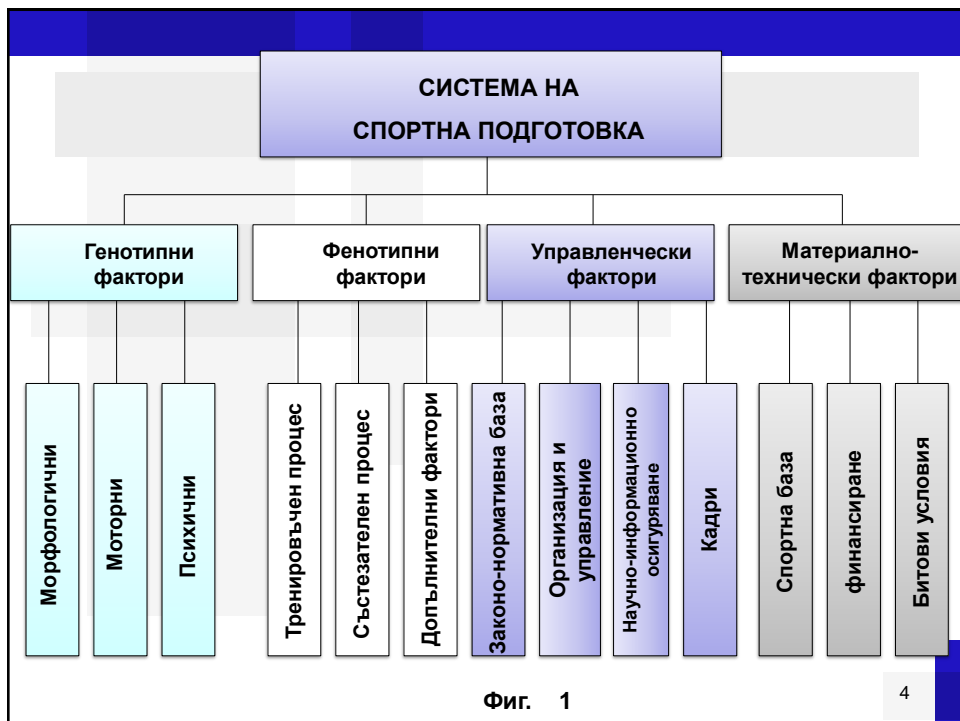 СИСТЕМА НА
СПОРТНА ПОДГОТОВКА
Генотипни
фактори
Фенотипни
фактори
Управленчески
фактори
Материално-
технически фактори
Морфологични
Моторни
Психични
Тренировъчен процес
Състезателен процес
Допълнителни фактори
Законо-нормативна база
Организация и
управление
Научно-информационно
осигуряване
Кадри
Спортна база
финансиране
Битови условия
Фиг. 1
4